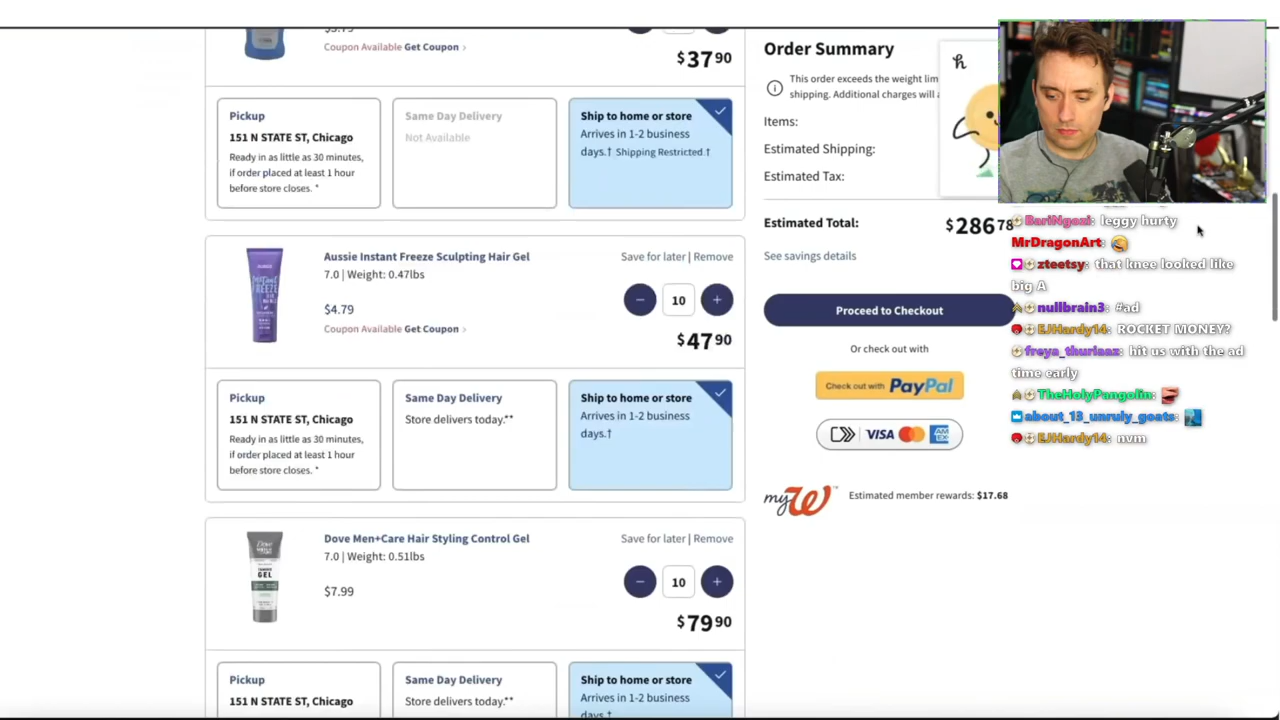 $3.79
Coupon Available Get Coupon ›
$37 90
Pickup
151 N STATE ST, Chicago
Ready in as little as 30 minutes,
if order placed at least 1 hour
before store closes. *
Same Day Delivery
Not Available
Ship to home or store
Arrives in 1-2 business
days.† Shipping Restricted.†
Aussie Instant Freeze Sculpting Hair Gel
Save for later | Remove
7.0 | Weight: 0.47lbs
− 10 +
$4.79
Coupon Available Get Coupon ›
$47 90
Pickup
151 N STATE ST, Chicago
Ready in as little as 30 minutes,
if order placed at least 1 hour
before store closes. *
Same Day Delivery
Store delivers today.**
Ship to home or store
Arrives in 1-2 business
days.†
Dove Men+Care Hair Styling Control Gel
Save for later | Remove
7.0 | Weight: 0.51lbs
− 10 +
$7.99
$79 90
GEL
Pickup
151 N STATE ST, Chicago
Same Day Delivery
Store delivers today.**
Ship to home or store
Arrives in 1-2 business
days.†
Order Summary
This order exceeds the weight lim
shipping. Additional charges will a
Items:
Estimated Shipping:
Estimated Tax:
Estimated Total: $286 78
See savings details
Proceed to Checkout
Or check out with
Check out with PayPal
VISA
AM EX
myW™ Estimated member rewards: $17.68
h
BariNgozi: leggy hurty
MrDragonArt:
zteetsy: that knee looked like
big A
nullbrain3: #ad
EJHardy14: ROCKET MONEY?
freya_thuriaaz: hit us with the ad
time early
TheHolyPangolin:
about_13_unruly_goats:
EJHardy14: nvm